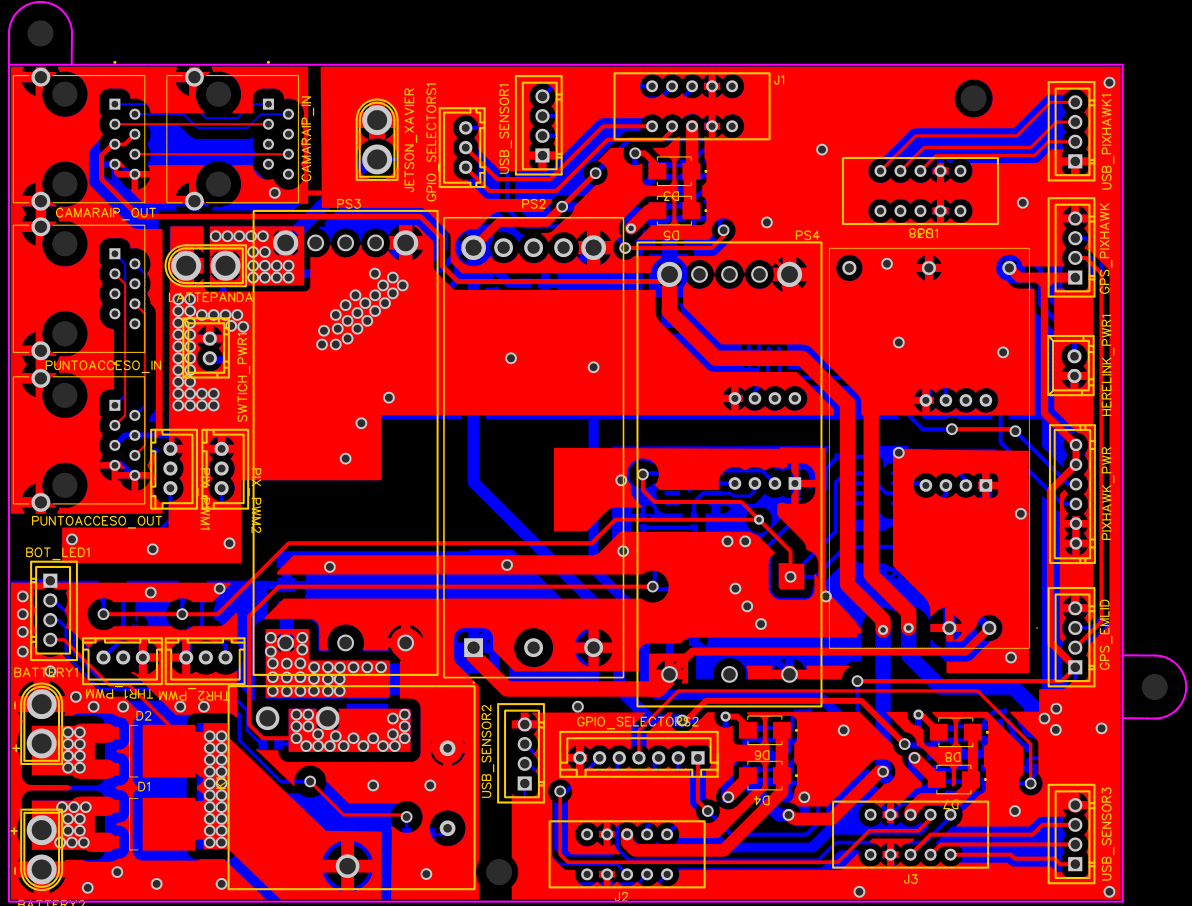 JETSON_XAVIER
GPIO_SELECTORS1
USB_SENSOR1
J1
USB_PIXHAWK1
CAMARAIP_IN
CAMARAIP_OUT
D3
D5
PS3
PS2
PS4
GPS_PIXHAWK
LATTEPANDA
SWTICH_PWR1
PUNTOACCESO_IN
HERELINK_PWR1
PIX_PWM1
PIX_PWM2
PIXHAWK_PWR
PUNTOACCESO_OUT
BOT_LED1
GPS_EMLID
BATTERY1
THR1_PWM
THR2_PWM
-
+
D2
D1
+
-
BATTERY2
USB_SENSOR2
GPIO_SELECTORS2
D6
D4
D8
D7
J2
J3
USB_SENSOR3